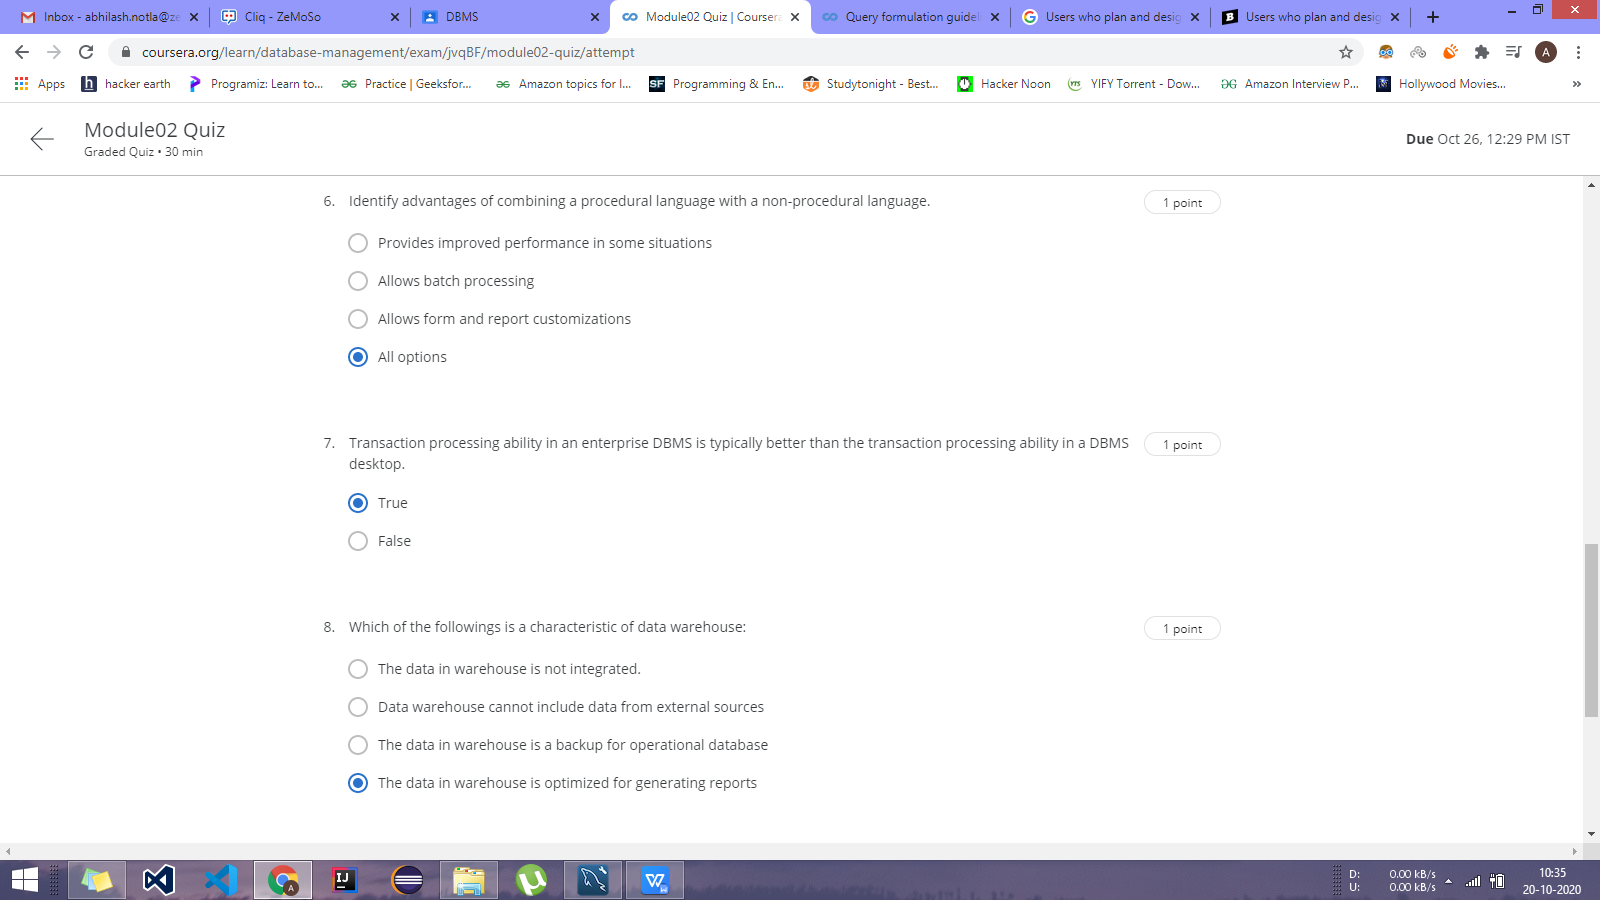 Inbox - abhilash.notla@ze
Cliq - ZeMoSo
DBMS
Module02 Quiz | Coursera
Query formulation guideli
Users who plan and desig
Users who plan and desig
coursera.org/learn/database-management/exam/jvqBF/module02-quiz/attempt
A
Apps
hacker earth
Programiz: Learn to...
Practice | Geeksfor...
Amazon topics for I...
SF Programming & En...
Studytonight - Best...
Hacker Noon
YIFY Torrent - Dow...
Amazon Interview P...
Hollywood Movies...
Module02 Quiz
Graded Quiz • 30 min
Due Oct 26, 12:29 PM IST
6. Identify advantages of combining a procedural language with a non-procedural language.
1 point
Provides improved performance in some situations
Allows batch processing
Allows form and report customizations
All options
7. Transaction processing ability in an enterprise DBMS is typically better than the transaction processing ability in a DBMS
desktop.
1 point
True
False
8. Which of the followings is a characteristic of data warehouse:
1 point
The data in warehouse is not integrated.
Data warehouse cannot include data from external sources
The data in warehouse is a backup for operational database
The data in warehouse is optimized for generating reports
D: 0.00 kB/s
U: 0.00 kB/s
10:35
20-10-2020